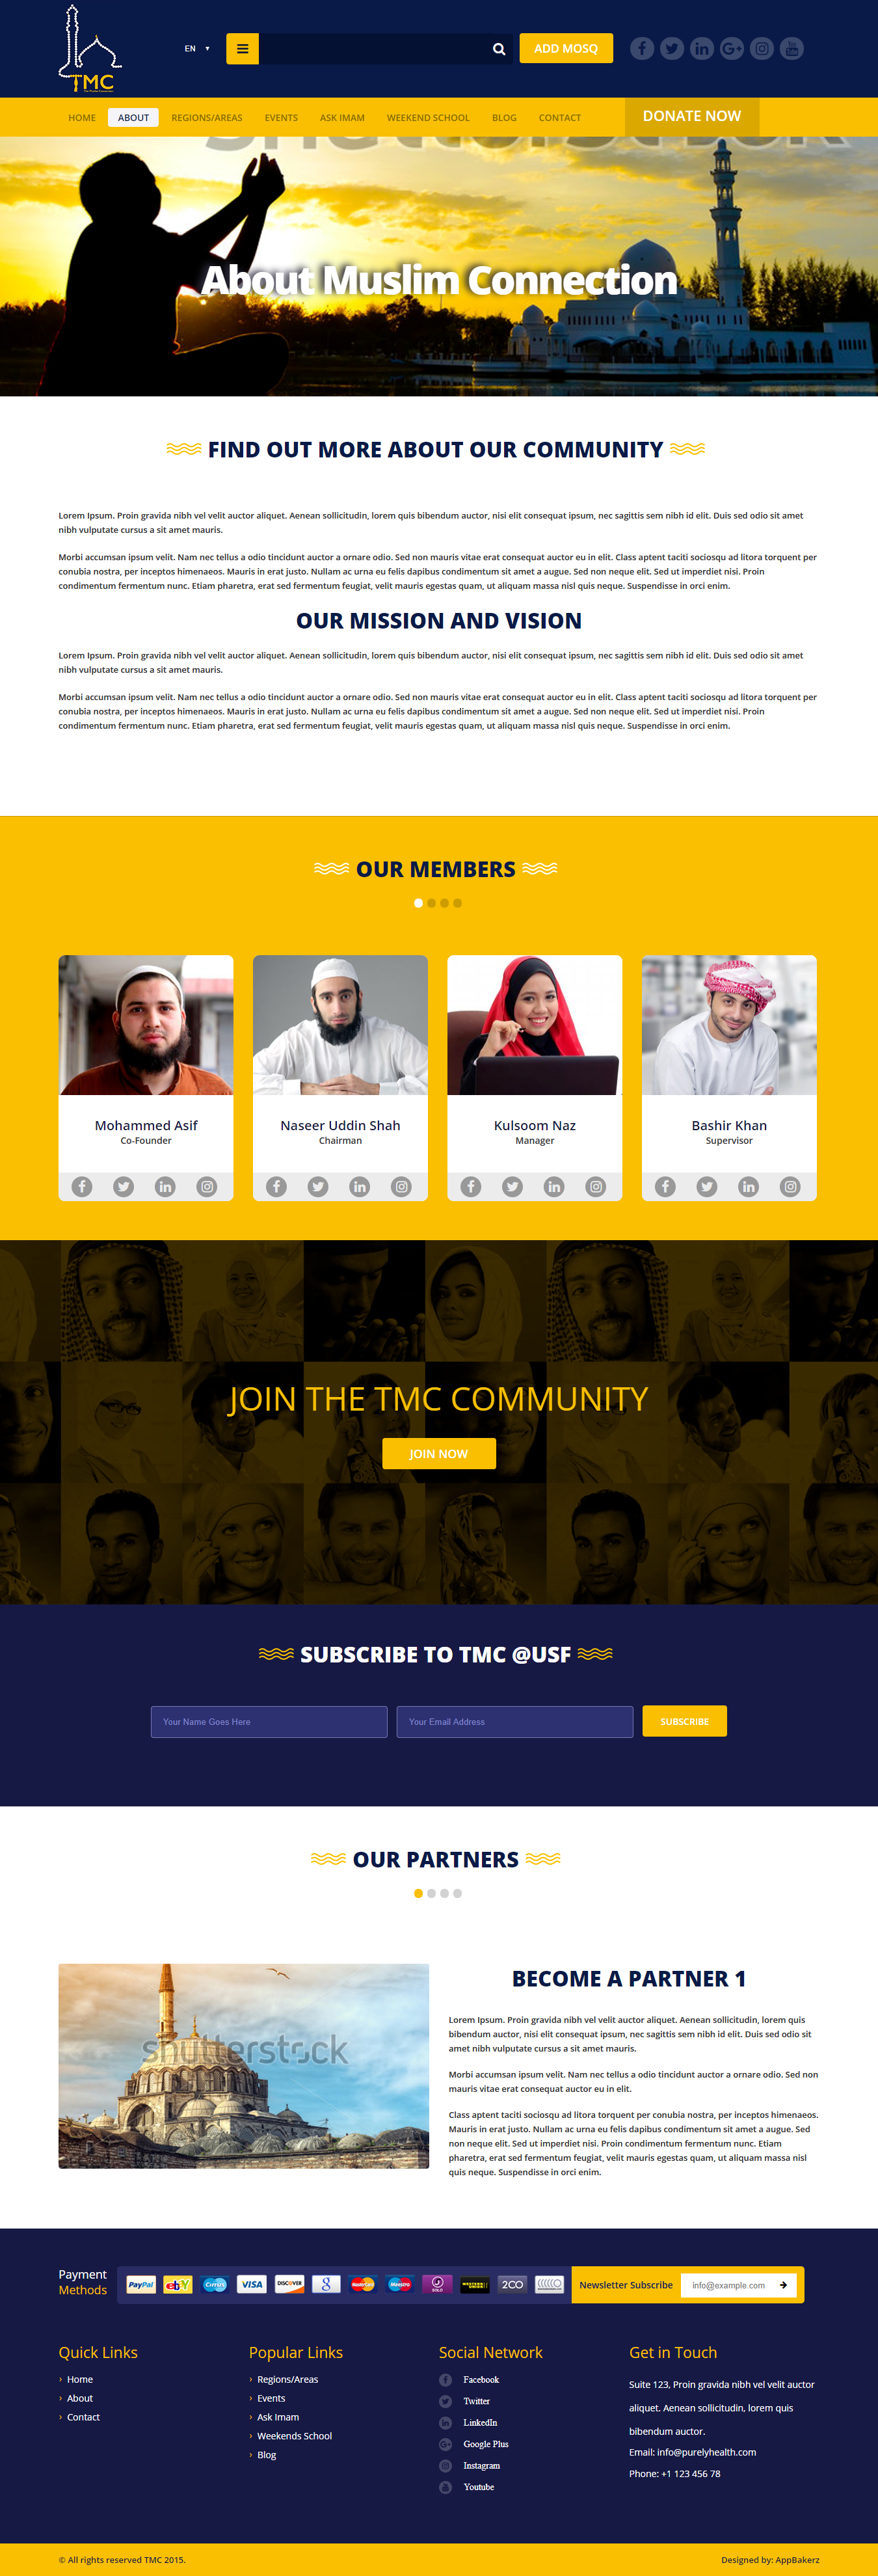 TMC
EN
ADD MOSQ
HOME ABOUT REGIONS/AREAS EVENTS ASK IMAM WEEKEND SCHOOL BLOG CONTACT DONATE NOW
About Muslim Connection
FIND OUT MORE ABOUT OUR COMMUNITY
Lorem Ipsum. Proin gravida nibh vel velit auctor aliquet. Aenean sollicitudin, lorem quis bibendum auctor, nisi elit consequat ipsum, nec sagittis sem nibh id elit. Duis sed odio sit amet
nibh vulputate cursus a sit amet mauris.
Morbi accumsan ipsum velit. Nam nec tellus a odio tincidunt auctor a ornare odio. Sed non mauris vitae erat consequat auctor eu in elit. Class aptent taciti sociosqu ad litora torquent per
conubia nostra, per inceptos himenaeos. Mauris in erat justo. Nullam ac urna eu felis dapibus condimentum sit amet a augue. Sed non neque elit. Sed ut imperdiet nisi. Proin
condimentum fermentum nunc. Etiam pharetra, erat sed fermentum feugiat, velit mauris egestas quam, ut aliquam massa nisl quis neque. Suspendisse in orci enim.
OUR MISSION AND VISION
Lorem Ipsum. Proin gravida nibh vel velit auctor aliquet. Aenean sollicitudin, lorem quis bibendum auctor, nisi elit consequat ipsum, nec sagittis sem nibh id elit. Duis sed odio sit amet
nibh vulputate cursus a sit amet mauris.
Morbi accumsan ipsum velit. Nam nec tellus a odio tincidunt auctor a ornare odio. Sed non mauris vitae erat consequat auctor eu in elit. Class aptent taciti sociosqu ad litora torquent per
conubia nostra, per inceptos himenaeos. Mauris in erat justo. Nullam ac urna eu felis dapibus condimentum sit amet a augue. Sed non neque elit. Sed ut imperdiet nisi. Proin
condimentum fermentum nunc. Etiam pharetra, erat sed fermentum feugiat, velit mauris egestas quam, ut aliquam massa nisl quis neque. Suspendisse in orci enim.
OUR MEMBERS
Mohammed Asif
Co-Founder
Naseer Uddin Shah
Chairman
Kulsoom Naz
Manager
Bashir Khan
Supervisor
JOIN THE TMC COMMUNITY
JOIN NOW
SUBSCRIBE TO TMC @USF
Your Name Goes Here
Your Email Address
SUBSCRIBE
OUR PARTNERS
shutterstock
BECOME A PARTNER 1
Lorem Ipsum. Proin gravida nibh vel velit auctor aliquet. Aenean sollicitudin, lorem quis
bibendum auctor, nisi elit consequat ipsum, nec sagittis sem nibh id elit. Duis sed odio sit
amet nibh vulputate cursus a sit amet mauris.
Morbi accumsan ipsum velit. Nam nec tellus a odio tincidunt auctor a ornare odio. Sed non
mauris vitae erat consequat auctor eu in elit.
Class aptent taciti sociosqu ad litora torquent per conubia nostra, per inceptos himenaeos.
Mauris in erat justo. Nullam ac urna eu felis dapibus condimentum sit amet a augue. Sed
non neque elit. Sed ut imperdiet nisi. Proin condimentum fermentum nunc. Etiam
pharetra, erat sed fermentum feugiat, velit mauris egestas quam, ut aliquam massa nisl
quis neque. Suspendisse in orci enim.
Payment
Methods
PayPal ebY Cirrus VISA DISCOVER 8 MasterCard Maestro SOLO 2CO
Newsletter Subscribe
info@example.com
Quick Links
Home
About
Contact
Popular Links
Regions/Areas
Events
Ask Imam
Weekends School
Blog
Social Network
Facebook
Twitter
LinkedIn
Google Plus
Instagram
Youtube
Get in Touch
Suite 123, Proin gravida nibh vel velit auctor
aliquet. Aenean sollicitudin, lorem quis
bibendum auctor.
Email: info@purelyhealth.com
Phone: +1 123 456 78
© All rights reserved TMC 2015.
Designed by: AppBakerz